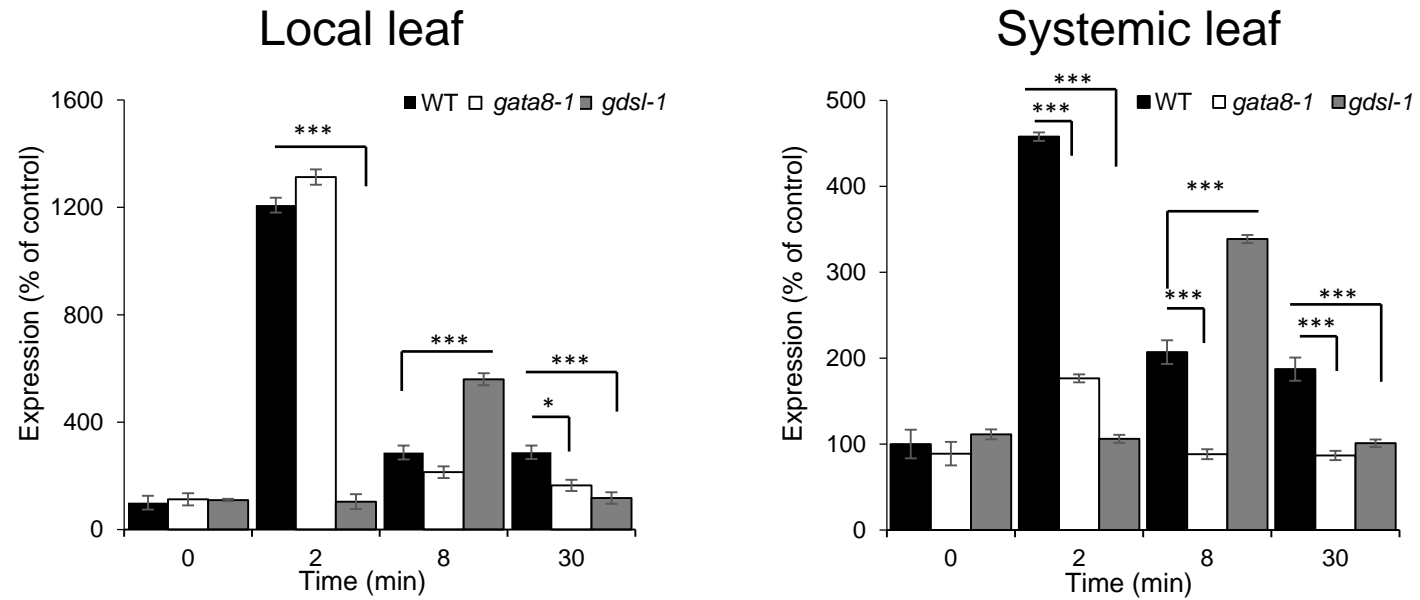 Local leaf
WT gata8-1 gdsl-1
Expression (% of control)
1600
1200
800
400
0
***
***
***
*
0 2 8 30
Time (min)
Systemic leaf
WT gata8-1 gdsl-1
Expression (% of control)
500
400
300
200
100
0
***
***
***
***
***
***
0 2 8 30
Time (min)